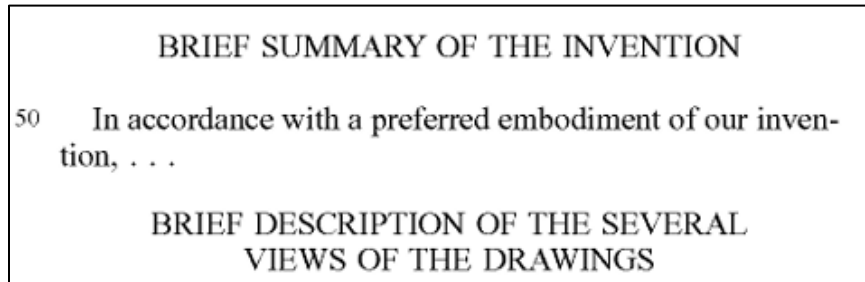 BRIEF SUMMARY OF THE INVENTION
50 In accordance with a preferred embodiment of our inven-
tion, . . .
BRIEF DESCRIPTION OF THE SEVERAL
VIEWS OF THE DRAWINGS